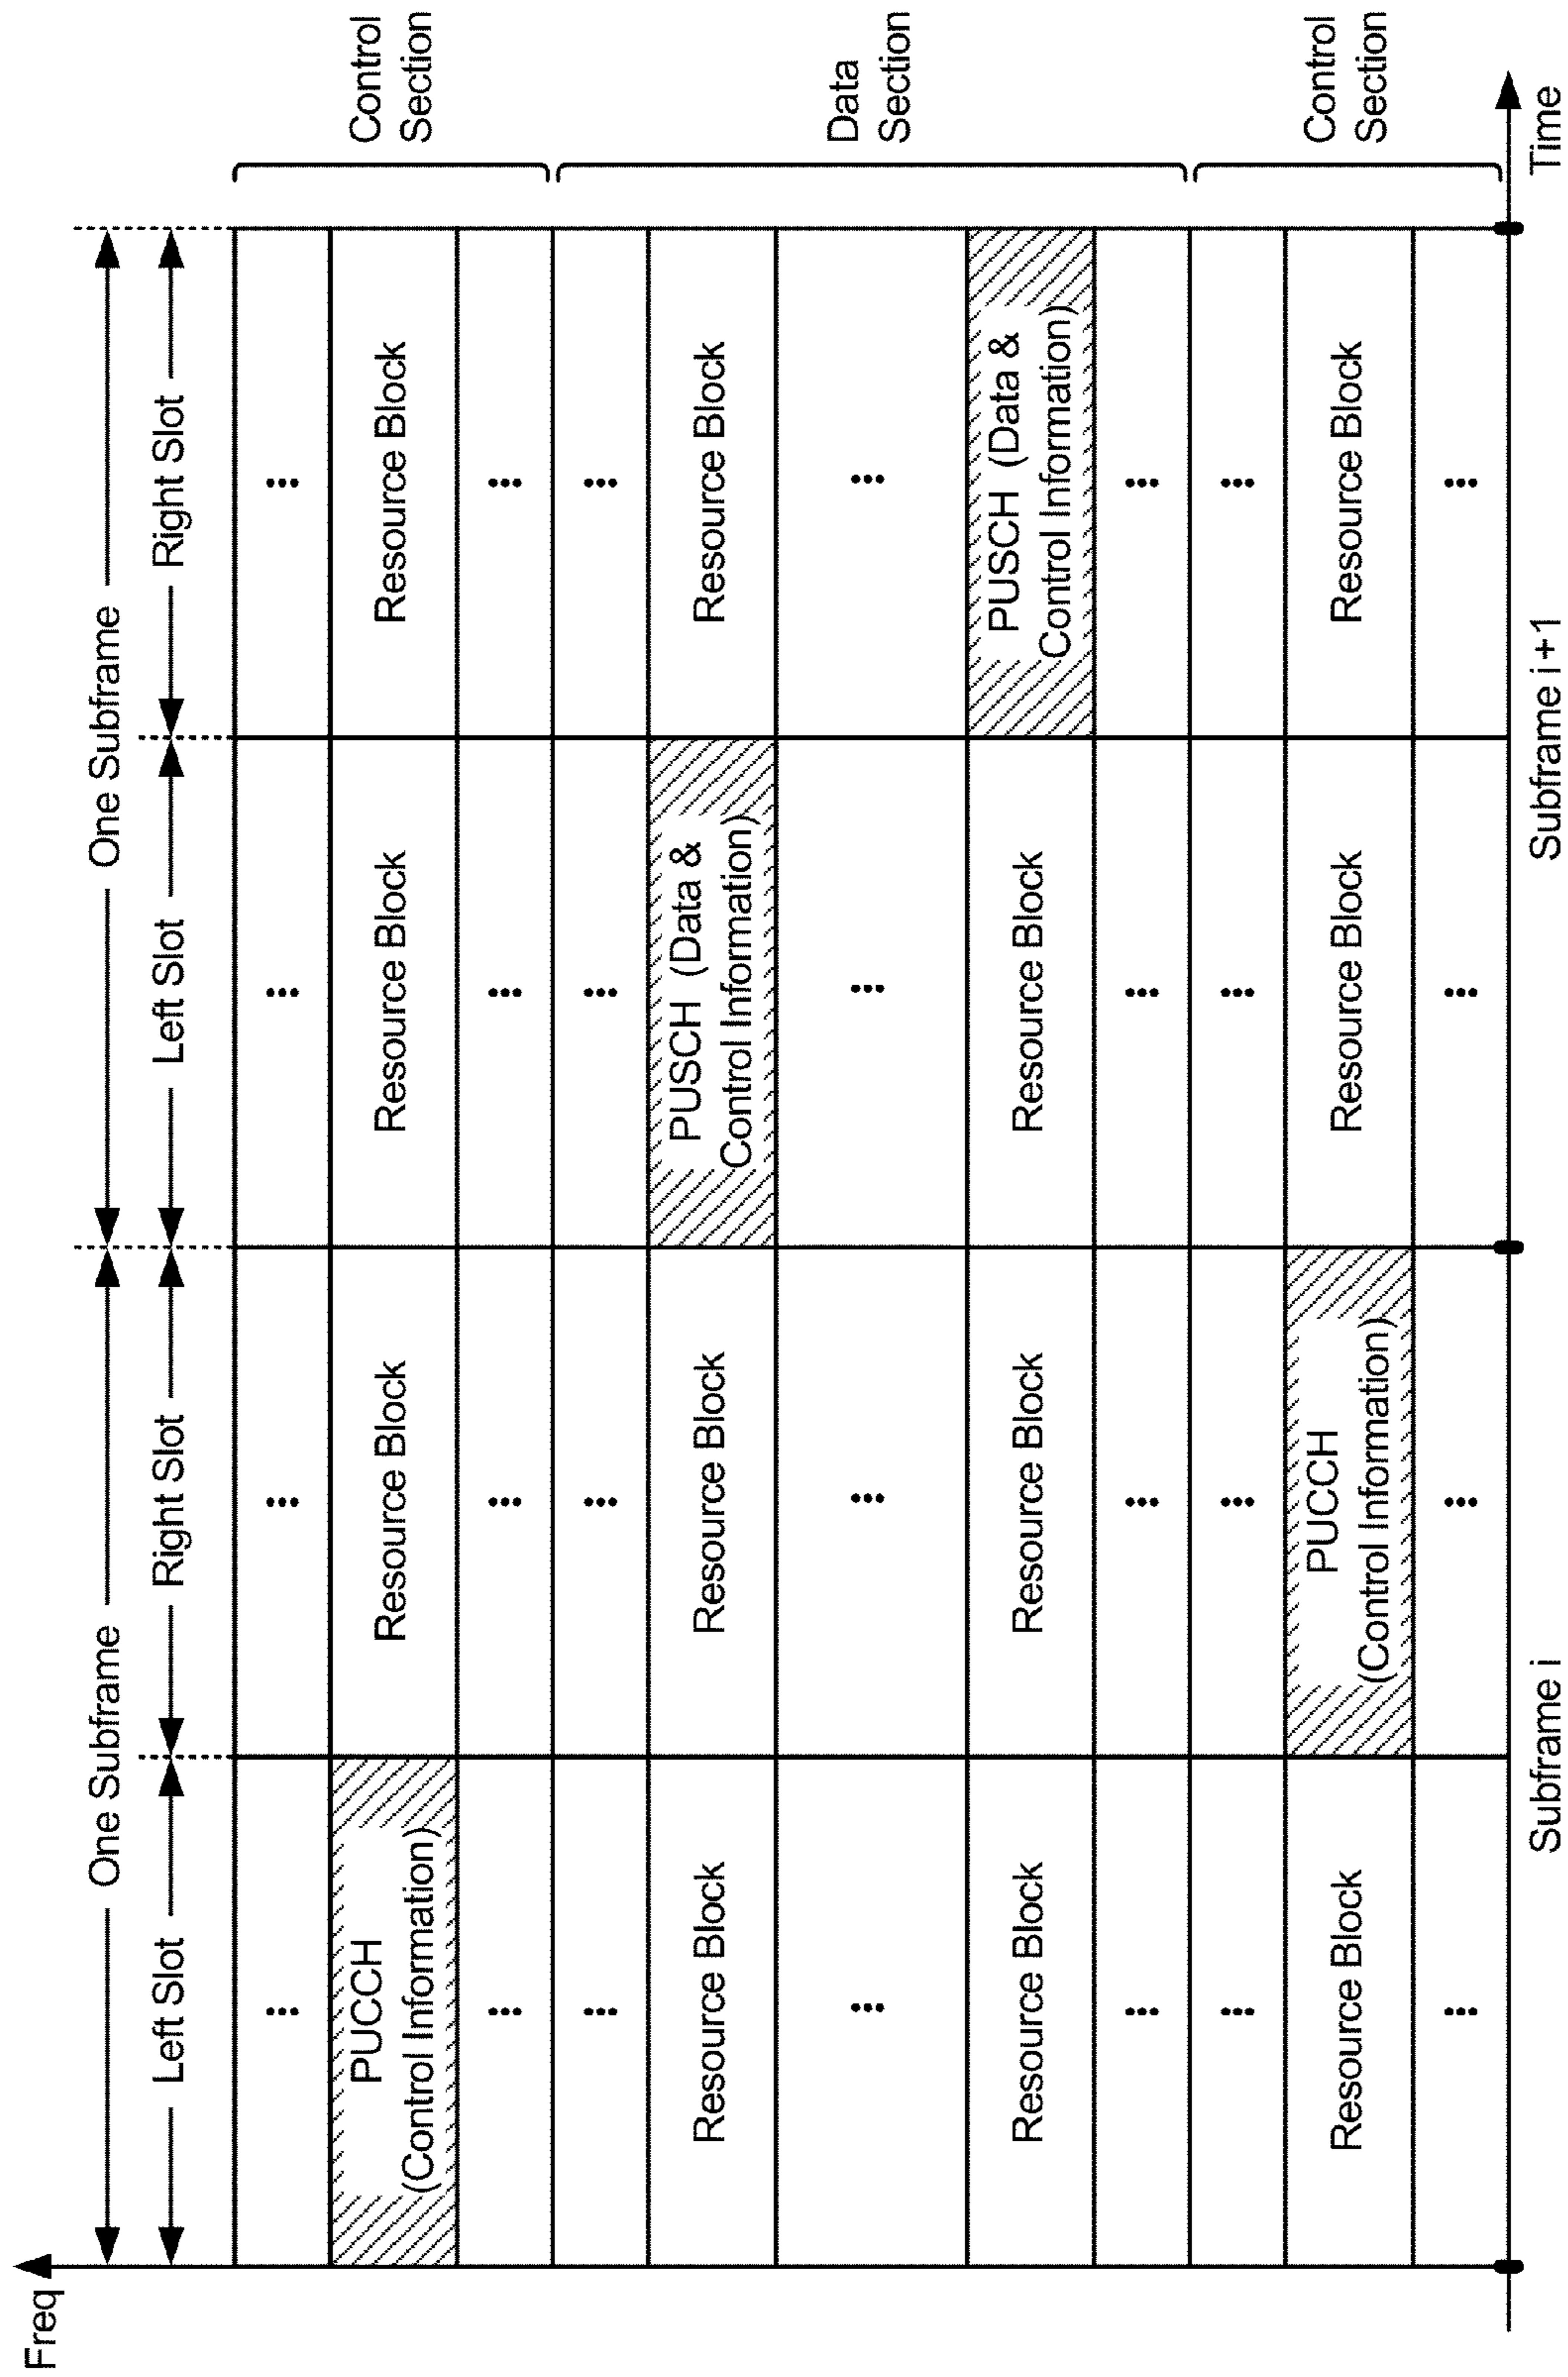 Freq
One Subframe
One Subframe
Left Slot
Right Slot
Left Slot
Right Slot
...
...
...
...
Control
Section
PUCCH
(Control Information)
Resource Block
Resource Block
Resource Block
...
...
...
...
...
...
...
...
Data
Section
Resource Block
Resource Block
PUSCH (Data &
Control Information)
Resource Block
...
...
...
...
Resource Block
Resource Block
Resource Block
PUSCH (Data &
Control Information)
...
...
...
...
...
...
...
...
Control
Section
Resource Block
PUCCH
(Control Information)
Resource Block
Resource Block
...
...
...
...
Subframe i
Subframe i +1
Time